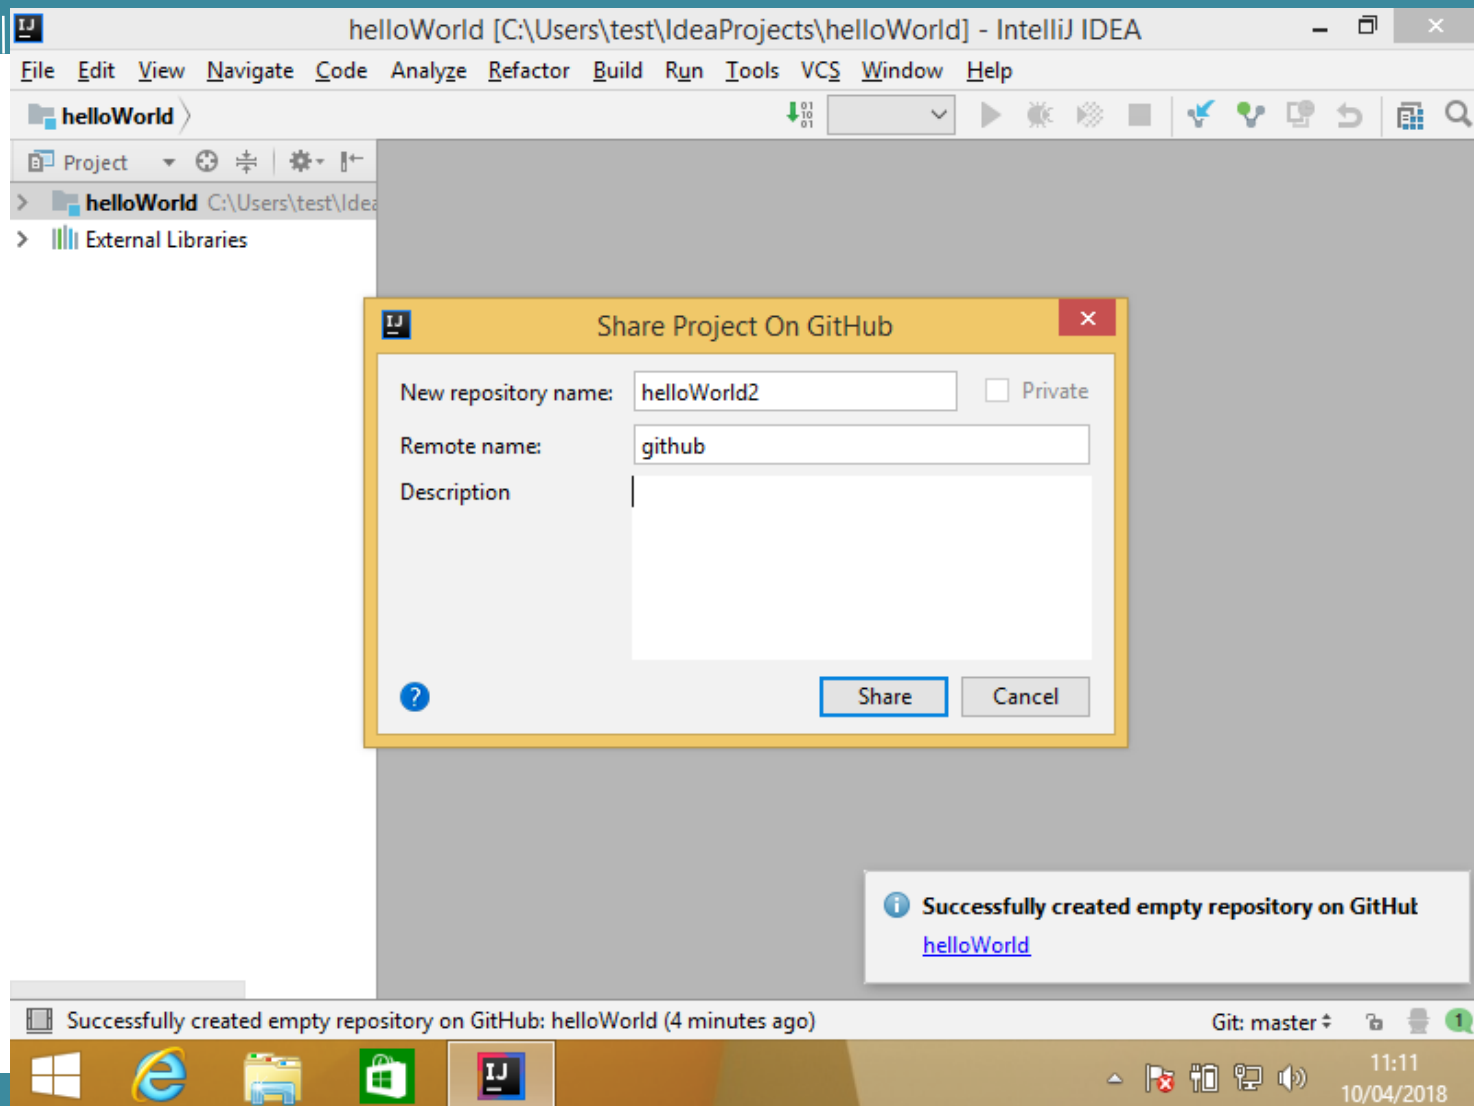 helloWorld [C:\Users\test\IdeaProjects\helloWorld] - IntelliJ IDEA
File Edit View Navigate Code Analyze Refactor Build Run Tools VCS Window Help
helloWorld
Project
helloWorld C:\Users\test\Idea
External Libraries
Share Project On GitHub
New repository name: helloWorld2 Private
Remote name: github
Description
Share Cancel
Successfully created empty repository on GitHub
helloWorld
Successfully created empty repository on GitHub: helloWorld (4 minutes ago) Git: master 1
11:11
10/04/2018